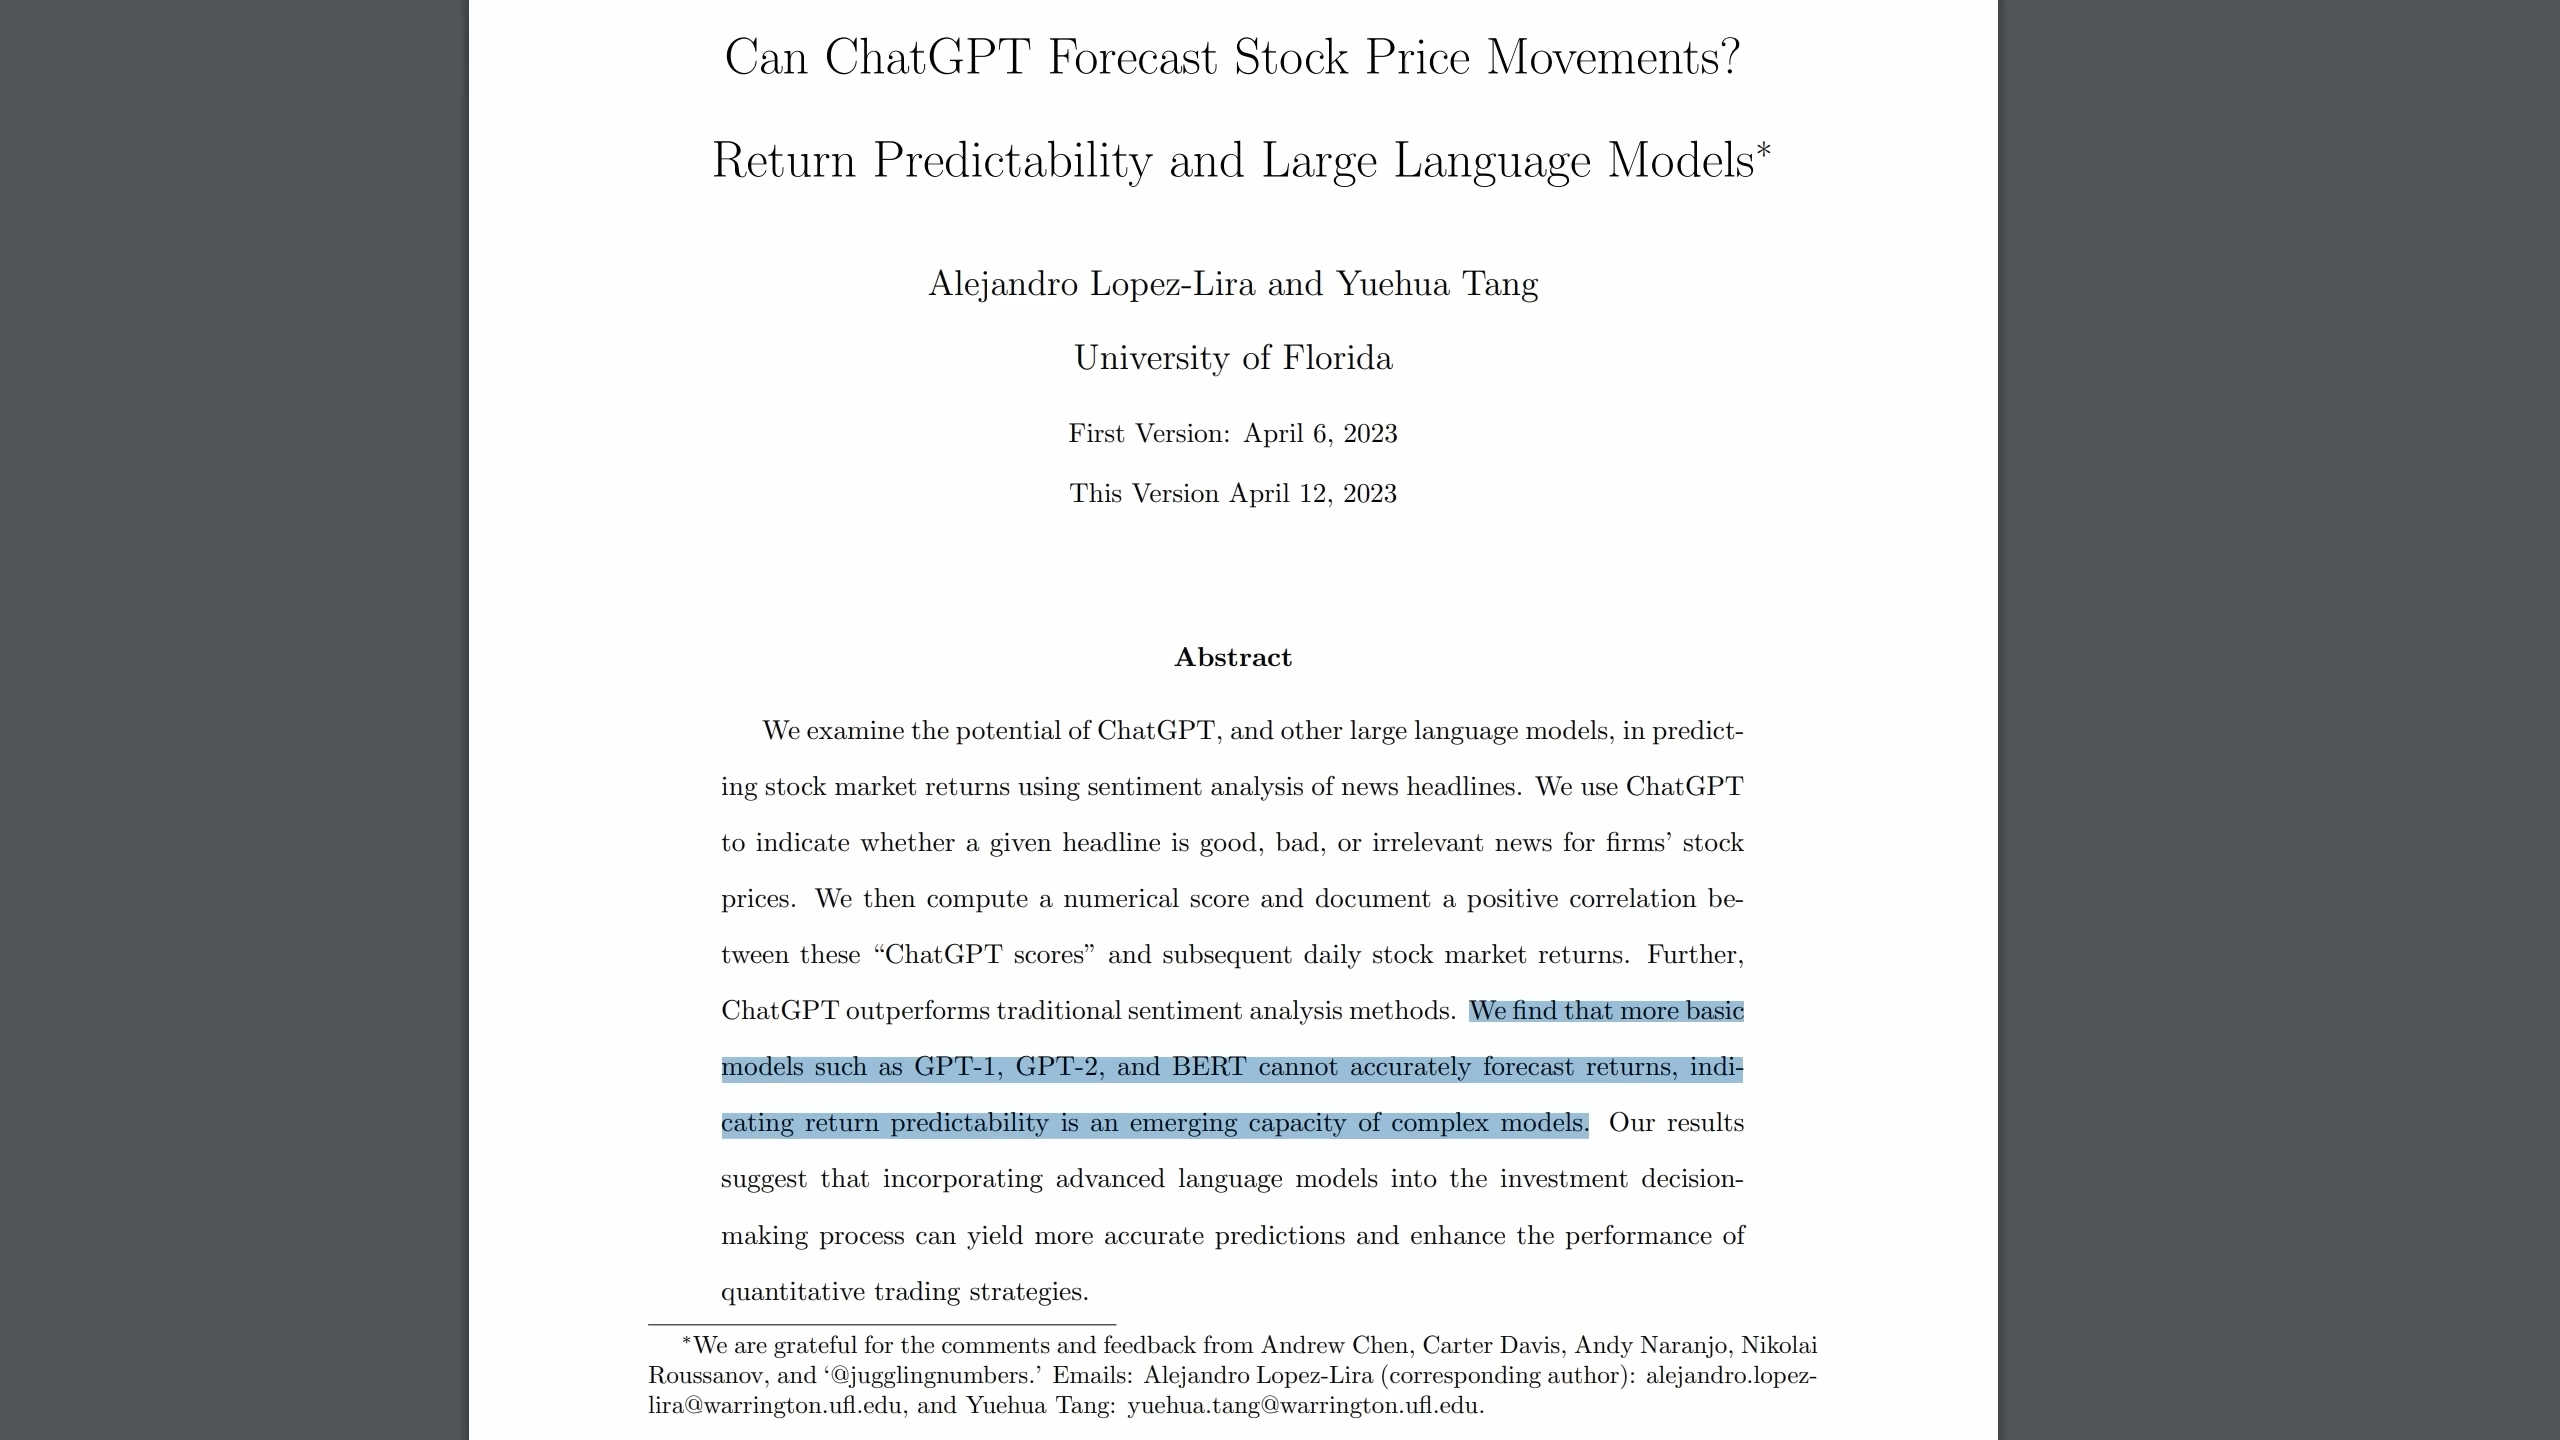 Can ChatGPT Forecast Stock Price Movements?
Return Predictability and Large Language Models*
Alejandro Lopez-Lira and Yuehua Tang
University of Florida
First Version: April 6, 2023
This Version April 12, 2023
Abstract
We examine the potential of ChatGPT, and other large language models, in predict-
ing stock market returns using sentiment analysis of news headlines. We use ChatGPT
to indicate whether a given headline is good, bad, or irrelevant news for firms’ stock
prices. We then compute a numerical score and document a positive correlation be-
tween these “ChatGPT scores” and subsequent daily stock market returns. Further,
ChatGPT outperforms traditional sentiment analysis methods. We find that more basic
models such as GPT-1, GPT-2, and BERT cannot accurately forecast returns, indi-
cating return predictability is an emerging capacity of complex models. Our results
suggest that incorporating advanced language models into the investment decision-
making process can yield more accurate predictions and enhance the performance of
quantitative trading strategies.
*We are grateful for the comments and feedback from Andrew Chen, Carter Davis, Andy Naranjo, Nikolai
Roussanov, and ‘@jugglingnumbers.’ Emails: Alejandro Lopez-Lira (corresponding author): alejandro.lopez-
lira@warrington.ufl.edu, and Yuehua Tang: yuehua.tang@warrington.ufl.edu.